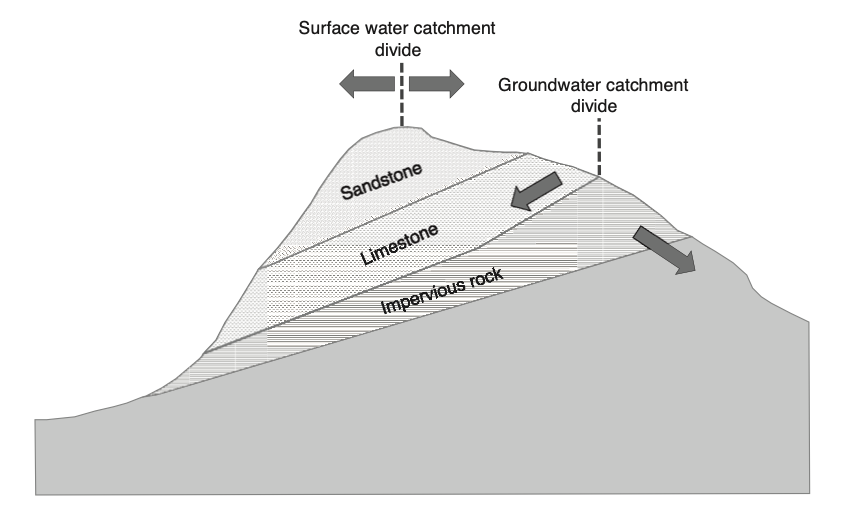 Surface water catchment
divide
Groundwater catchment
divide
Sandstone
Limestone
Impervious rock